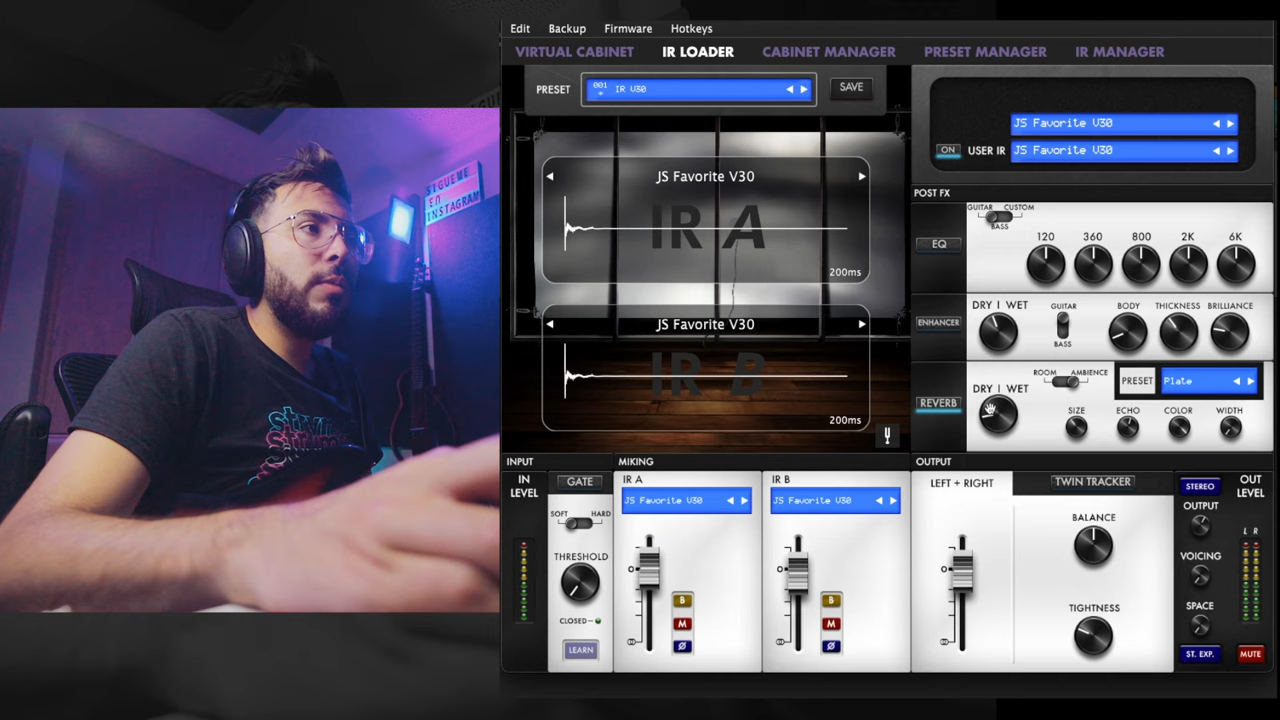 Edit Backup Firmware Hotkeys
VIRTUAL CABINET IR LOADER CABINET MANAGER PRESET MANAGER IR MANAGER
PRESET 001 IR V30 SAVE
JS Favorite V30
ON USER IR JS Favorite V30
JS Favorite V30
IR A
200ms
JS Favorite V30
IR B
200ms
POST FX
GUITAR CUSTOM
BASS
EQ
120 360 800 2K 6K
ENHANCER
DRY | WET
GUITAR
BASS
BODY THICKNESS BRILLIANCE
REVERB
DRY | WET
ROOM AMBIENCE
PRESET Plate
SIZE ECHO COLOR WIDTH
INPUT
IN
LEVEL
GATE
SOFT HARD
THRESHOLD
CLOSED
LEARN
MIKING
IR A
JS Favorite V30
B
M
Ø
IR B
JS Favorite V30
B
M
Ø
OUTPUT
LEFT + RIGHT
TWIN TRACKER
BALANCE
TIGHTNESS
STEREO
OUT
LEVEL
OUTPUT
L R
VOICING
SPACE
ST. EXP. MUTE
SIGUEME
EN
INSTAGRAM